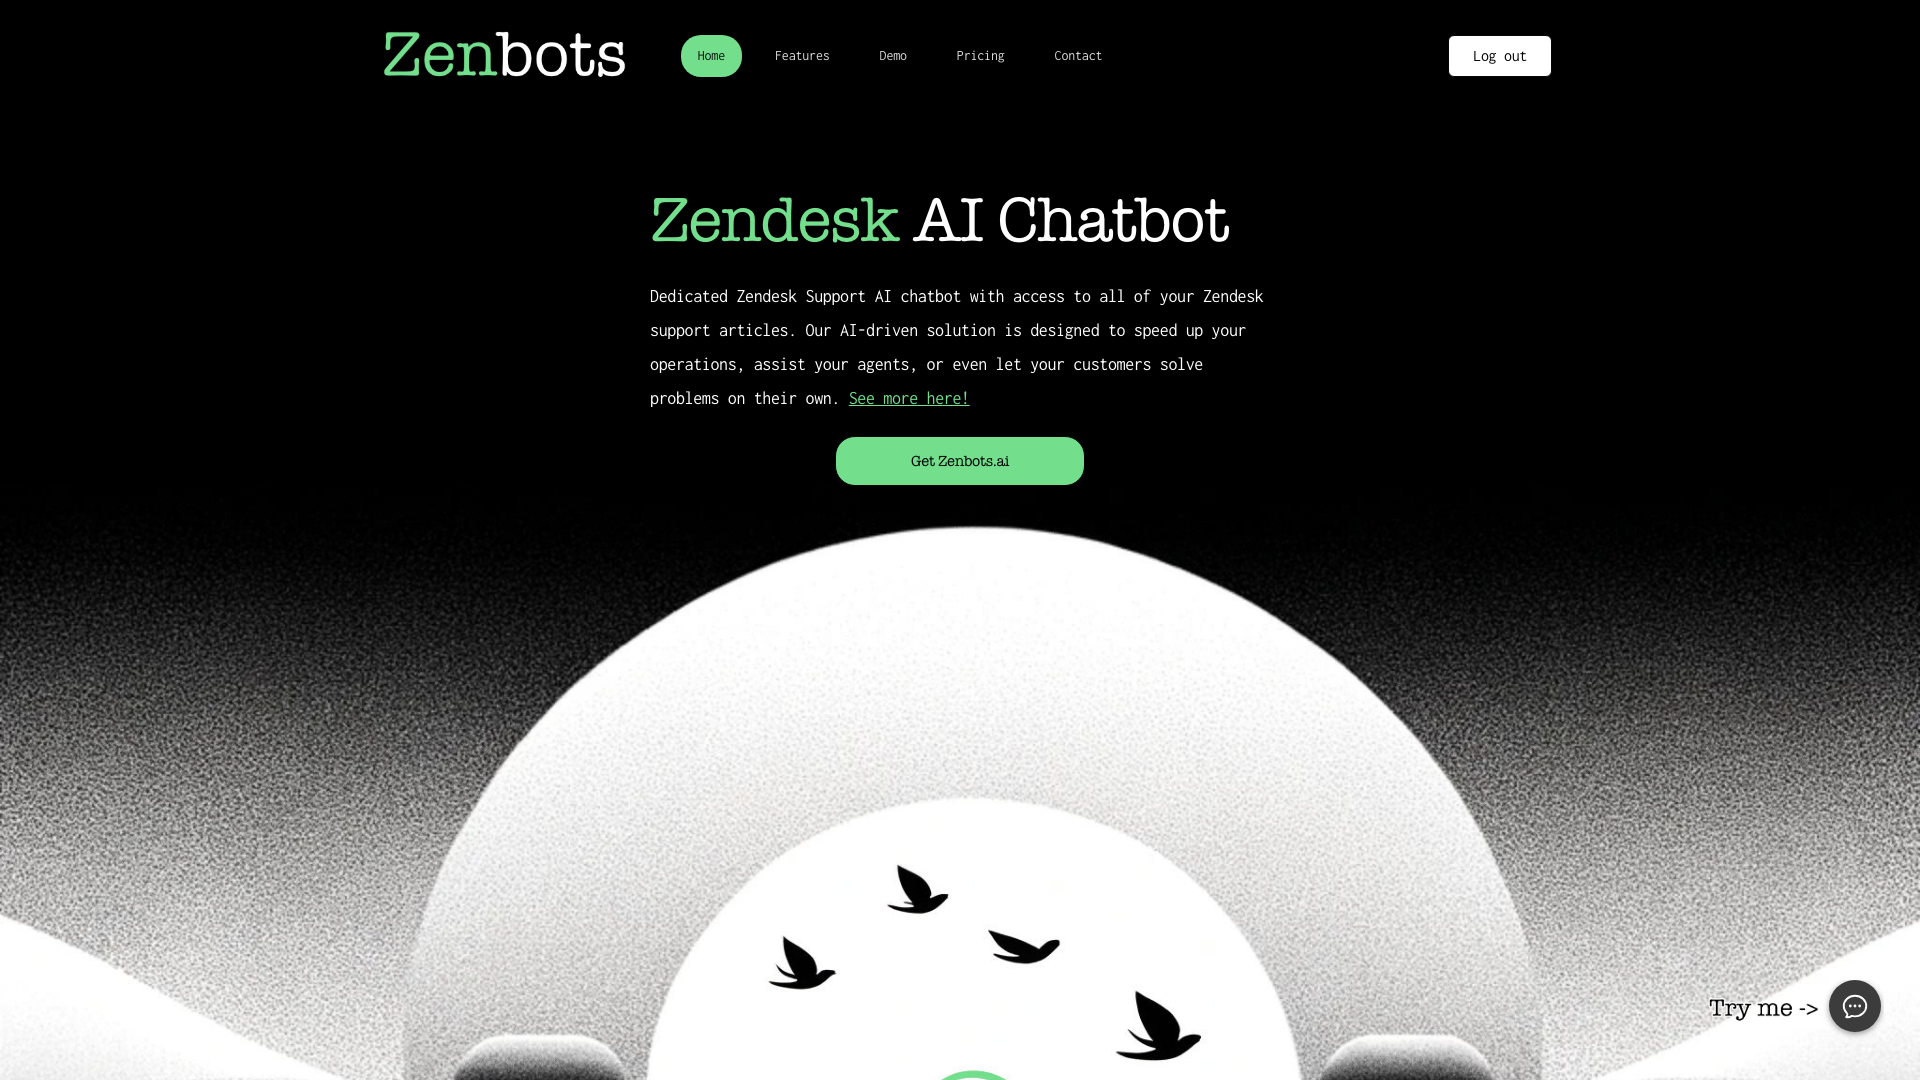 Zenbots
Home
Features
Demo
Pricing
Contact
Log out
Zendesk AI Chatbot
Dedicated Zendesk Support AI chatbot with access to all of your Zendesk
support articles. Our AI-driven solution is designed to speed up your
operations, assist your agents, or even let your customers solve
problems on their own. See more here!
Get Zenbots.ai
Try me ->